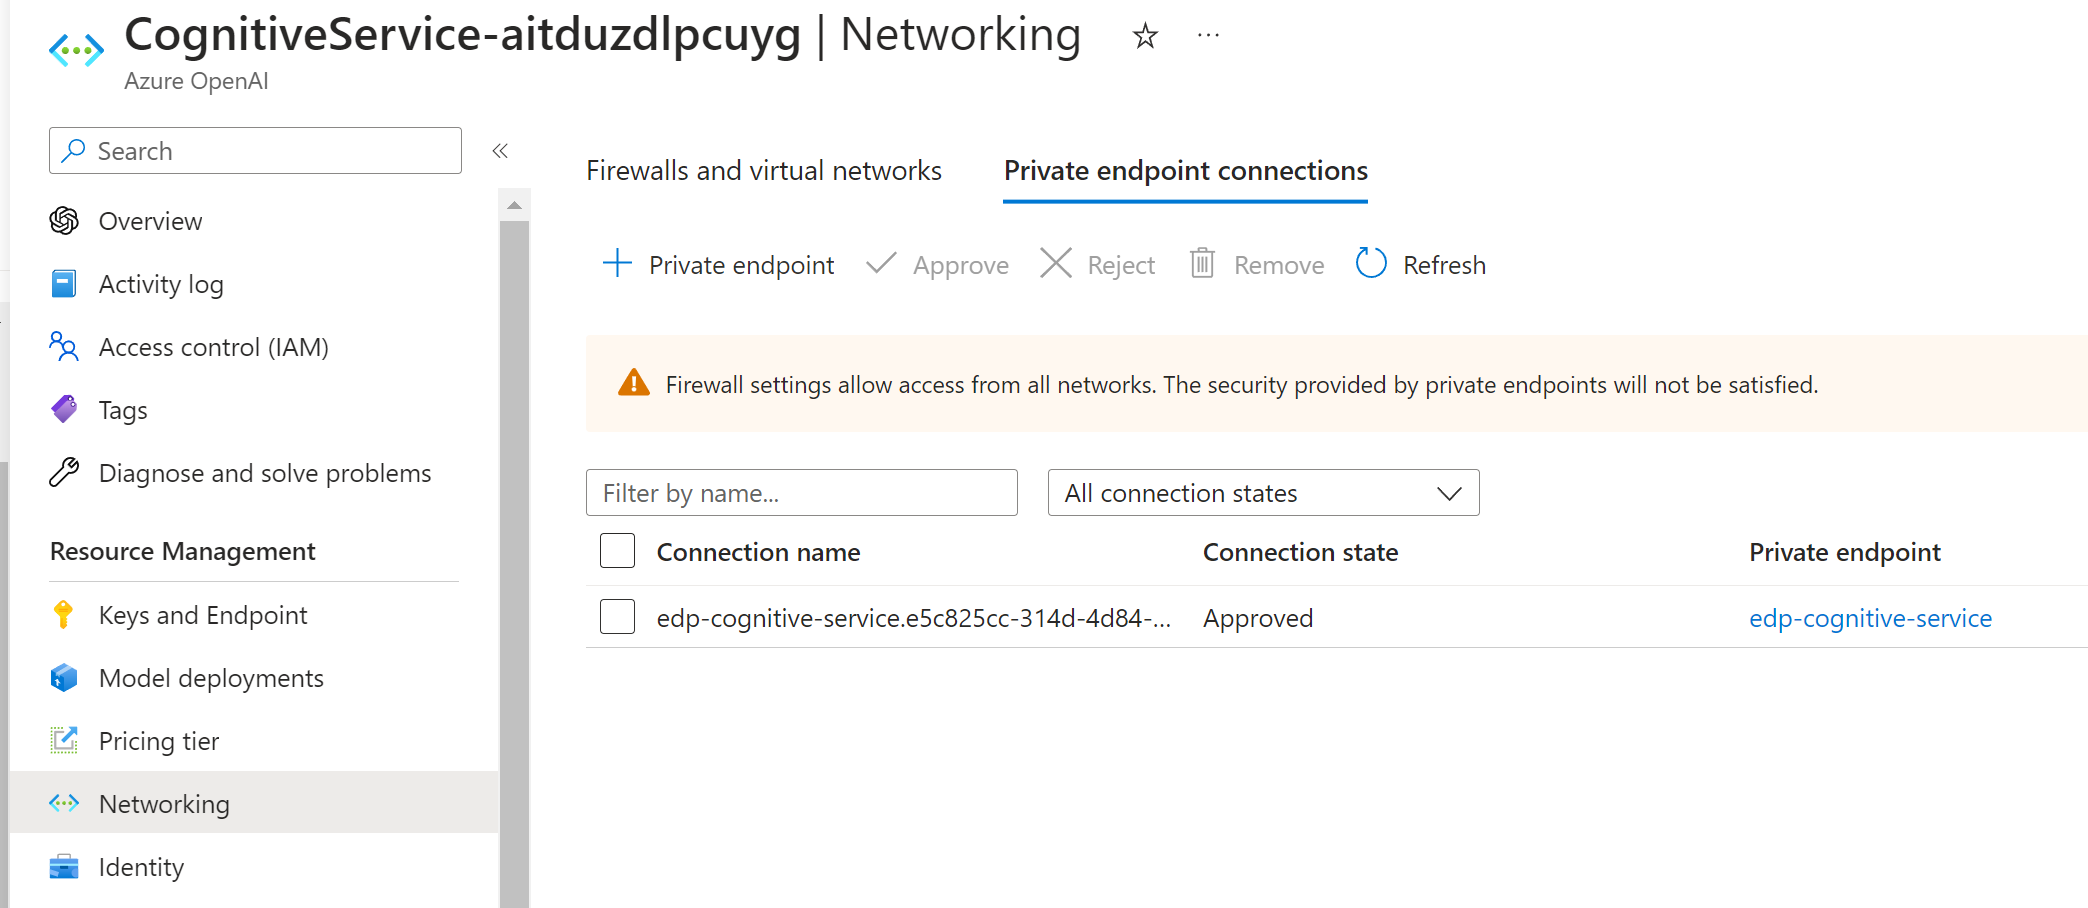 CognitiveService-aitduzdlpcuyg | Networking
Azure OpenAI
Search
Overview
Activity log
Access control (IAM)
Tags
Diagnose and solve problems
Resource Management
Keys and Endpoint
Model deployments
Pricing tier
Networking
Identity
Firewalls and virtual networks
Private endpoint connections
Private endpoint
Approve
Reject
Remove
Refresh
Firewall settings allow access from all networks. The security provided by private endpoints will not be satisfied.
Filter by name...
All connection states
Connection name Connection state Private endpoint
edp-cognitive-service.e5c825cc-314d-4d84-... Approved edp-cognitive-service